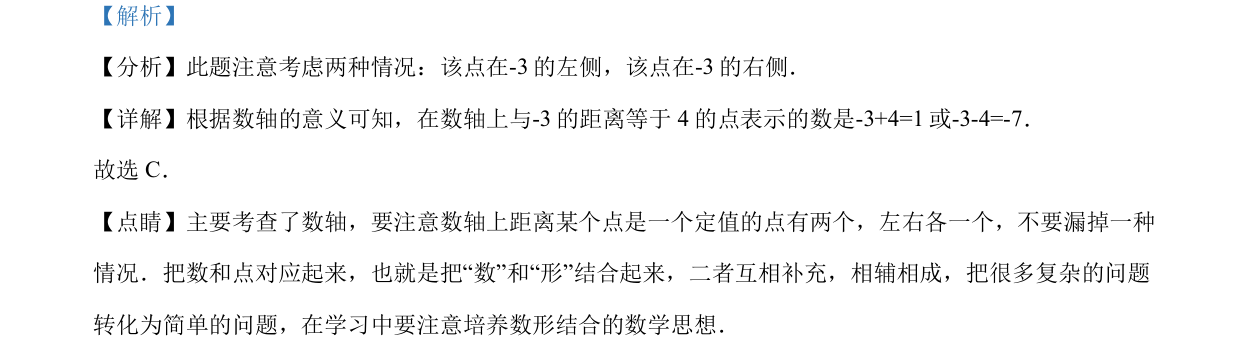 【解析】
【分析】此题注意考虑两种情况：该点在-3 的左侧，该点在-3 的右侧．
【详解】根据数轴的意义可知，在数轴上与-3 的距离等于 4 的点表示的数是-3+4=1 或-3-4=-7．
故选 C．
【点睛】主要考查了数轴，要注意数轴上距离某个点是一个定值的点有两个，左右各一个，不要漏掉一种
情况．把数和点对应起来，也就是把“数”和“形”结合起来，二者互相补充，相辅相成，把很多复杂的问题
转化为简单的问题，在学习中要注意培养数形结合的数学思想．